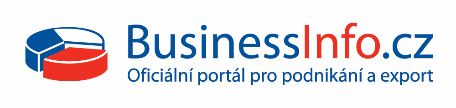 BusinessInfo.cz
Oficiální portál pro podnikání a export